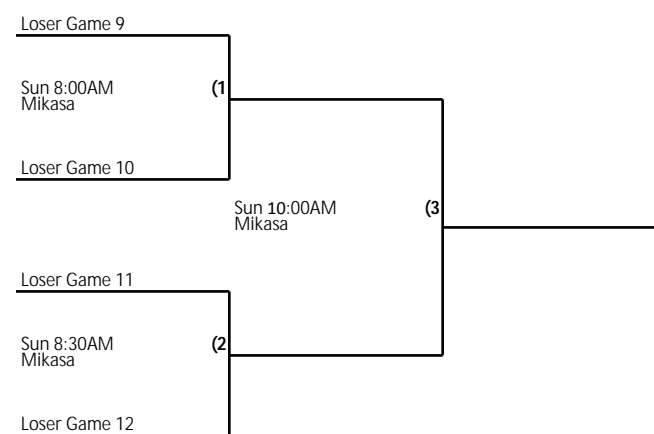 Loser Game 9
Sun 8:00AM
Mikasa
(1
Loser Game 10
Sun 10:00AM
Mikasa
(3
Loser Game 11
Sun 8:30AM
Mikasa
(2
Loser Game 12